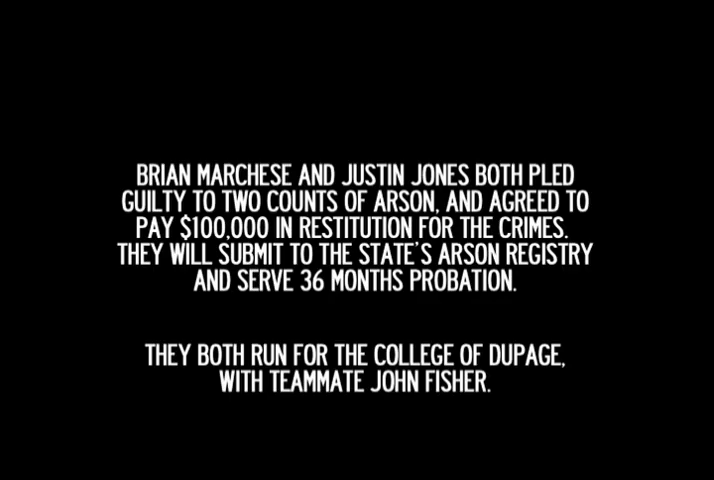 BRIAN MARCHESE AND JUSTIN JONES BOTH PLED
GUILTY TO TWO COUNTS OF ARSON, AND AGREED TO
PAY $100,000 IN RESTITUTION FOR THE CRIMES.
THEY WILL SUBMIT TO THE STATE'S ARSON REGISTRY
AND SERVE 36 MONTHS PROBATION.
THEY BOTH RUN FOR THE COLLEGE OF DUPAGE,
WITH TEAMMATE JOHN FISHER.